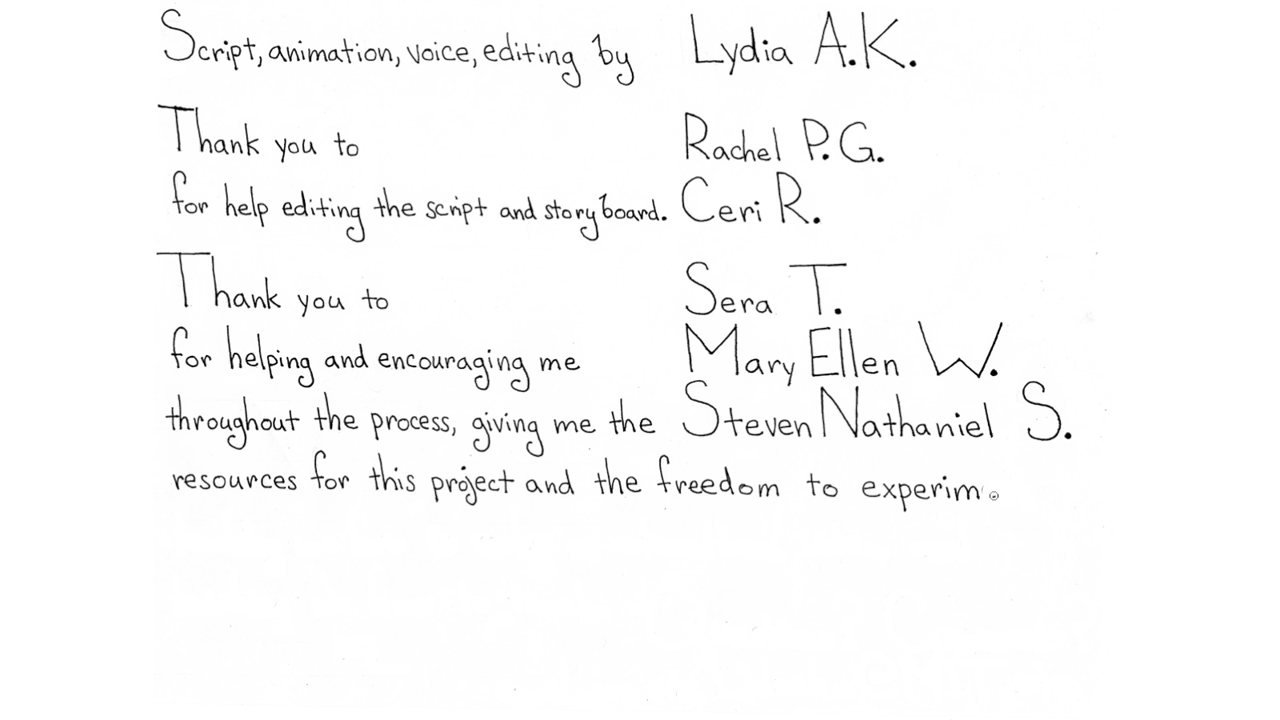 Script, animation, voice, editing by Lydia A.K.
Thank you to Rachel P.G.
for help editing the script and storyboard. Ceri R.
Thank you to Sera T.
for helping and encouraging me Mary Ellen W.
throughout the process, giving me the Steven Nathaniel S.
resources for this project and the freedom to experim